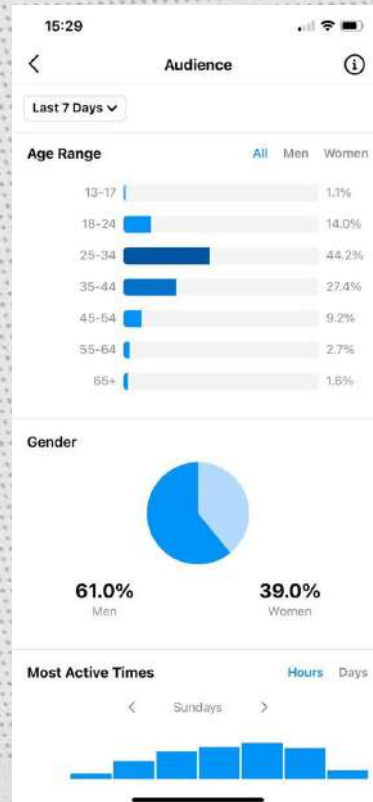 15:29
Audience
Last 7 Days
Age Range All Men Women
13-17 1.1%
18-24 14.0%
25-34 44.2%
35-44 27.4%
45-54 9.2%
55-64 2.7%
65+ 1.6%
Gender
61.0% 39.0%
Men Women
Most Active Times Hours Days
Sundays